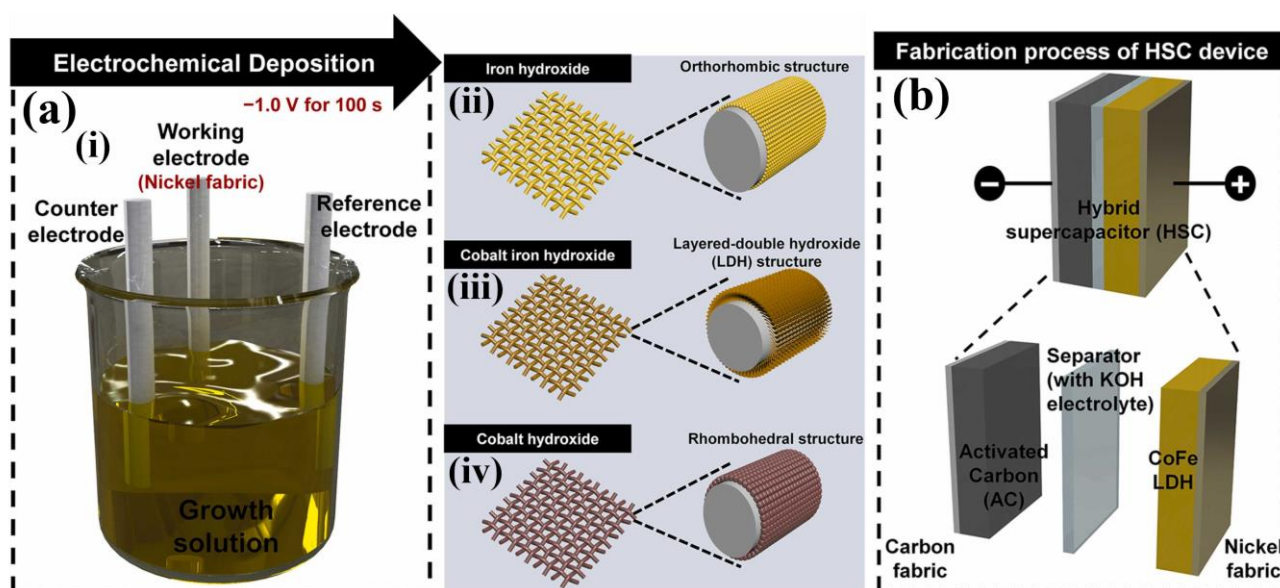 Electrochemical Deposition
−1.0 V for 100 s
(a)
(i)
Working
electrode
(Nickel fabric)
Counter
electrode
Reference
electrode
Growth
solution
Iron hydroxide
Orthorhombic structure
(ii)
Cobalt iron hydroxide
Layered-double hydroxide
(LDH) structure
(iii)
Cobalt hydroxide
Rhombohedral structure
(iv)
Fabrication process of HSC device
(b)
−
+
Hybrid
supercapacitor (HSC)
Separator
(with KOH
electrolyte)
Activated
Carbon
(AC)
CoFe
LDH
Carbon
fabric
Nickel
fabric